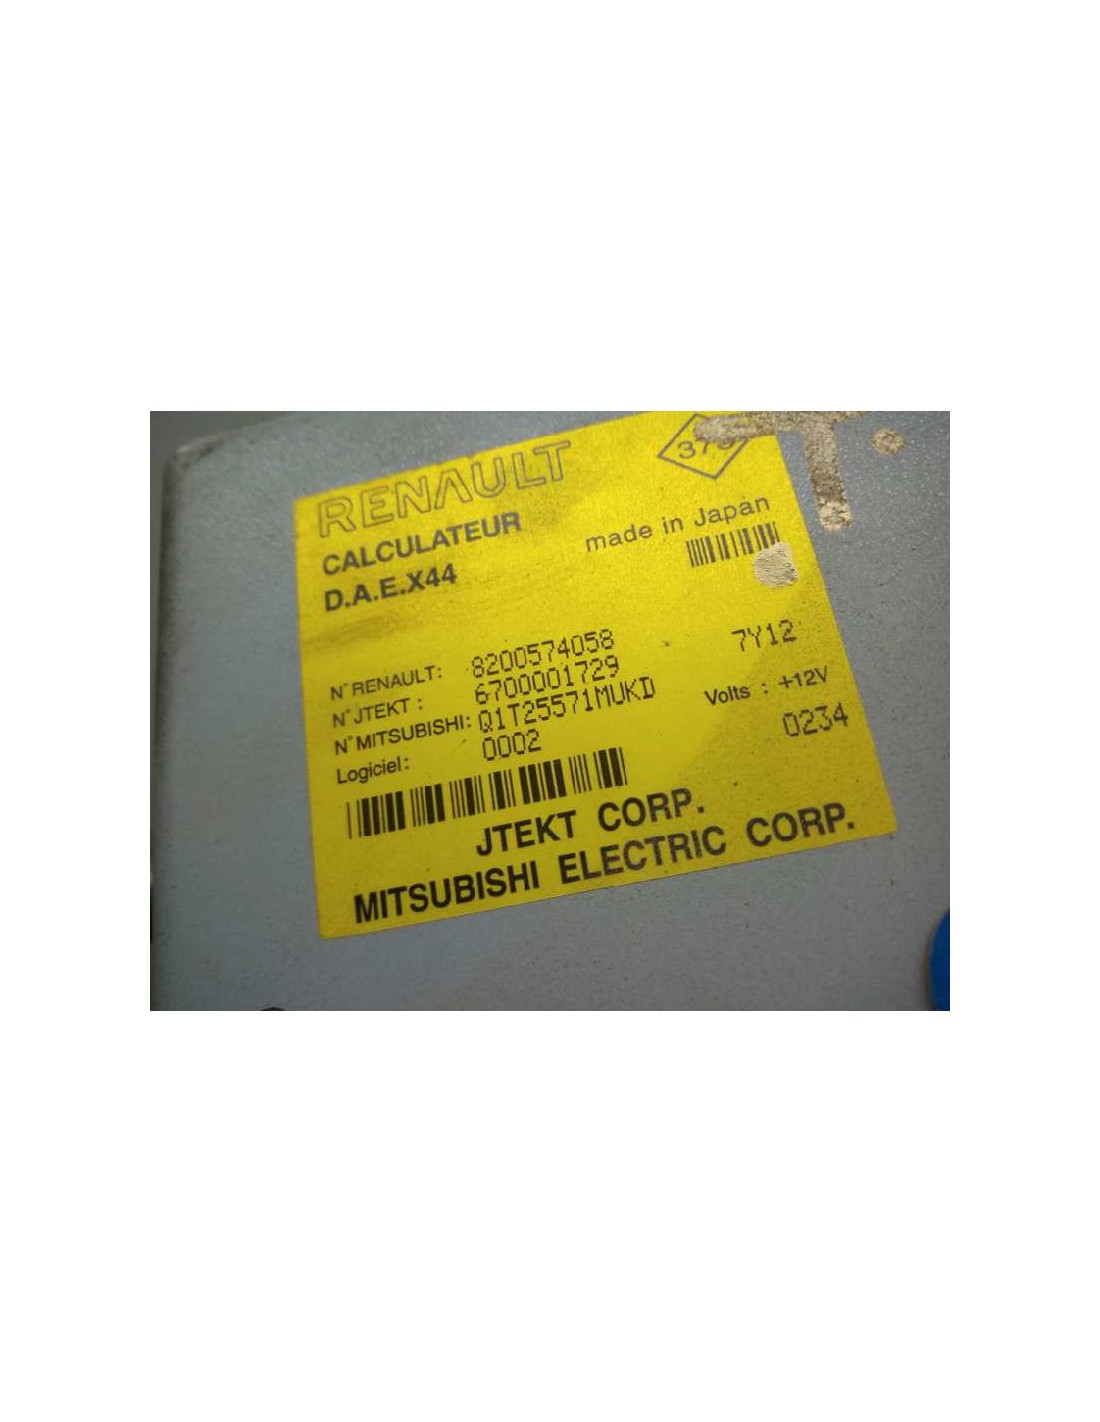 RENAULT
CALCULATEUR
made in Japan
D.A.E.X44
N° RENAULT: 8200574058
7Y12
N° JTEKT : 6700001729
N° MITSUBISHI: Q1T25571MUKD
Volts : +12V
Logiciel: 0002
0234
JTEKT CORP.
MITSUBISHI ELECTRIC CORP.